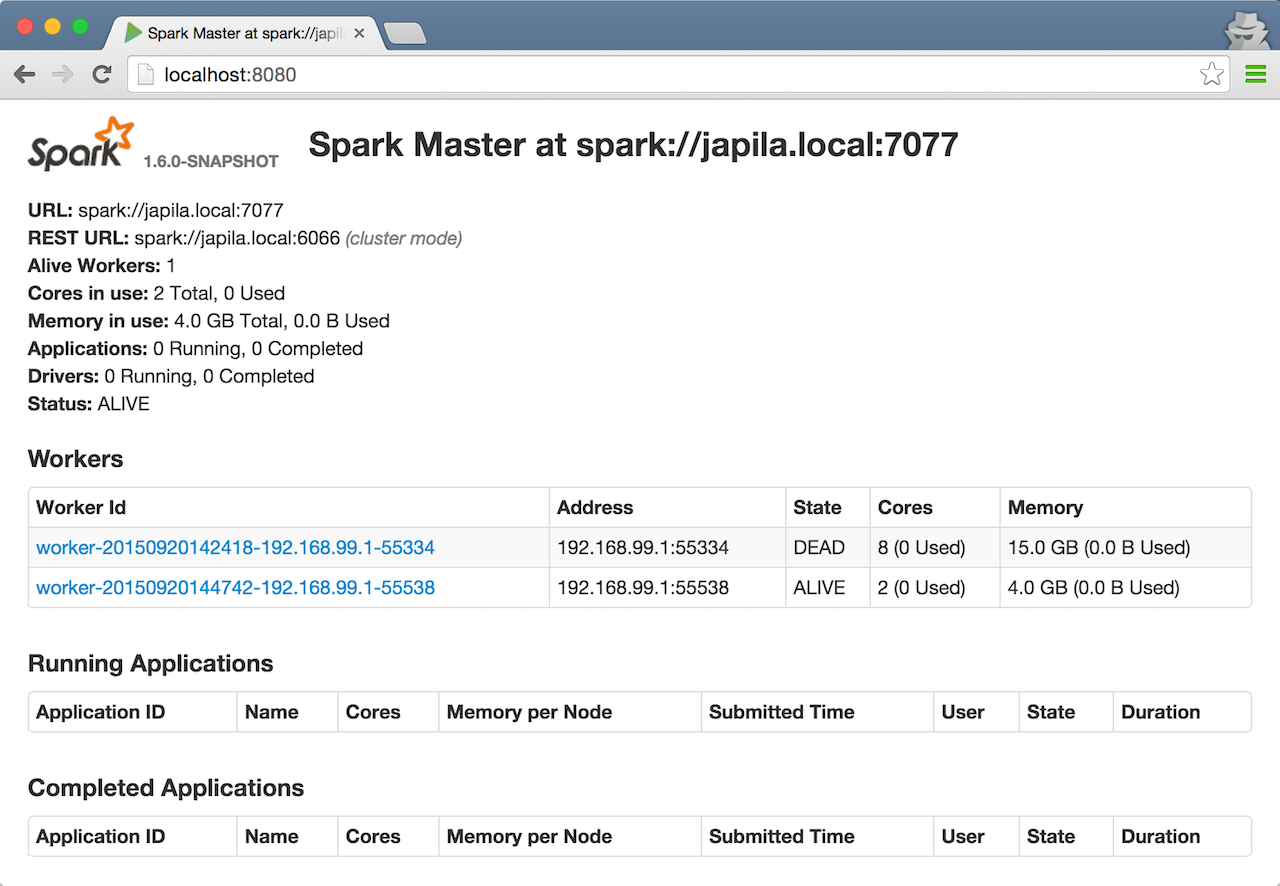 Spark Master at spark://japil
localhost:8080
Spark 1.6.0-SNAPSHOT Spark Master at spark://japila.local:7077
URL: spark://japila.local:7077
REST URL: spark://japila.local:6066 (cluster mode)
Alive Workers: 1
Cores in use: 2 Total, 0 Used
Memory in use: 4.0 GB Total, 0.0 B Used
Applications: 0 Running, 0 Completed
Drivers: 0 Running, 0 Completed
Status: ALIVE
Workers
Worker Id Address State Cores Memory
worker-20150920142418-192.168.99.1-55334 192.168.99.1:55334 DEAD 8 (0 Used) 15.0 GB (0.0 B Used)
worker-20150920144742-192.168.99.1-55538 192.168.99.1:55538 ALIVE 2 (0 Used) 4.0 GB (0.0 B Used)
Running Applications
Application ID Name Cores Memory per Node Submitted Time User State Duration
Completed Applications
Application ID Name Cores Memory per Node Submitted Time User State Duration